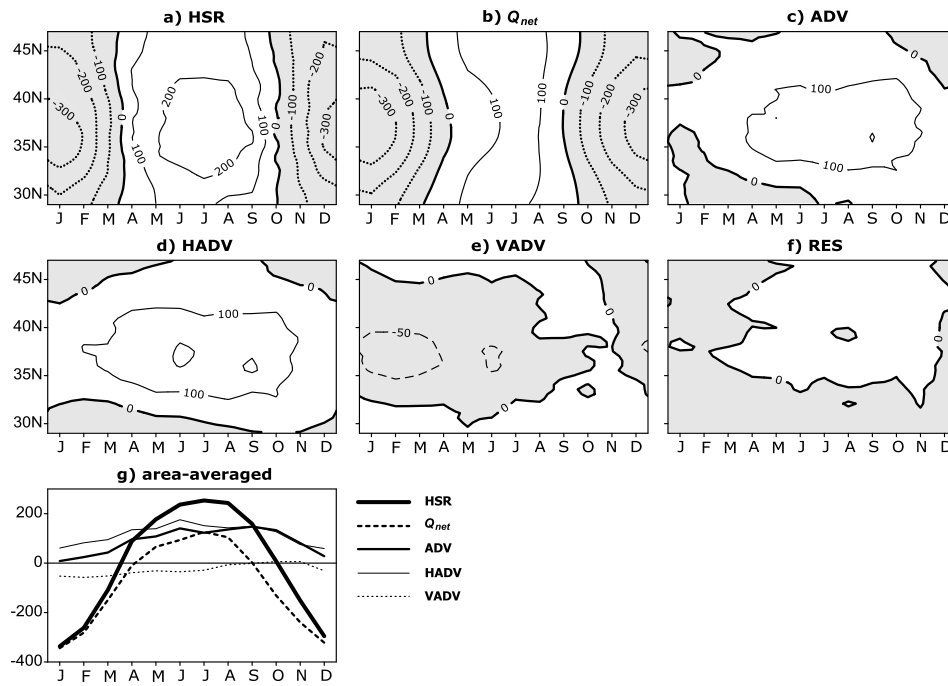 a) HSR
b) Qnet
c) ADV
45N
40N
35N
30N
-300
-200
-100
0
100
200
200
100
0
-100
-200
-300
-300
-200
-100
0
100
100
0
-100
-200
-300
0
0
100
100
0
0
J F M A M J J A S O N D
J F M A M J J A S O N D
J F M A M J J A S O N D
d) HADV
e) VADV
f) RES
45N
40N
35N
30N
0
0
100
100
0
0
0
-50
0
0
0
0
J F M A M J J A S O N D
J F M A M J J A S O N D
J F M A M J J A S O N D
g) area-averaged
200
0
-200
-400
J F M A M J J A S O N D
HSR
Qnet
ADV
HADV
VADV